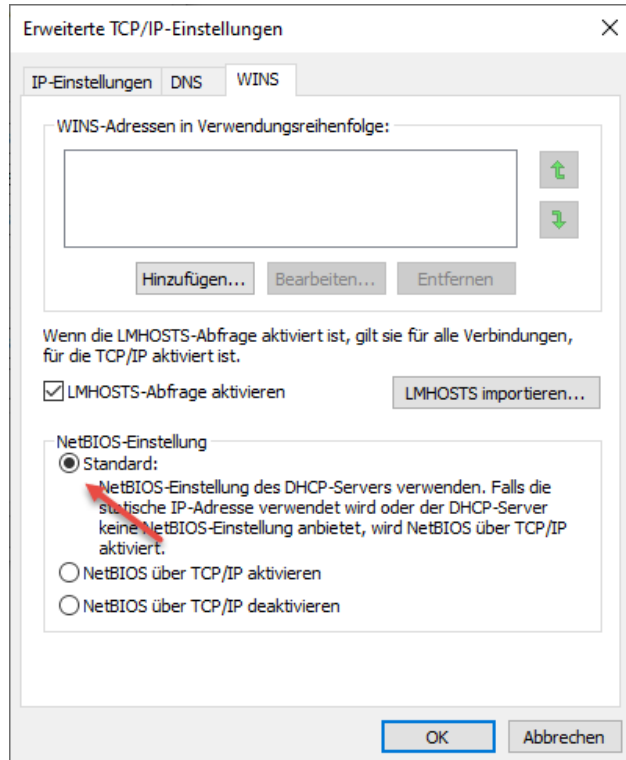 Erweiterte TCP/IP-Einstellungen
IP-Einstellungen DNS WINS
WINS-Adressen in Verwendungsreihenfolge:
Hinzufügen... Bearbeiten... Entfernen
Wenn die LMHOSTS-Abfrage aktiviert ist, gilt sie für alle Verbindungen,
für die TCP/IP aktiviert ist.
LMHOSTS-Abfrage aktivieren LMHOSTS importieren...
NetBIOS-Einstellung
Standard:
NetBIOS-Einstellung des DHCP-Servers verwenden. Falls die
statische IP-Adresse verwendet wird oder der DHCP-Server
keine NetBIOS-Einstellung anbietet, wird NetBIOS über TCP/IP
aktiviert.
NetBIOS über TCP/IP aktivieren
NetBIOS über TCP/IP deaktivieren
OK Abbrechen